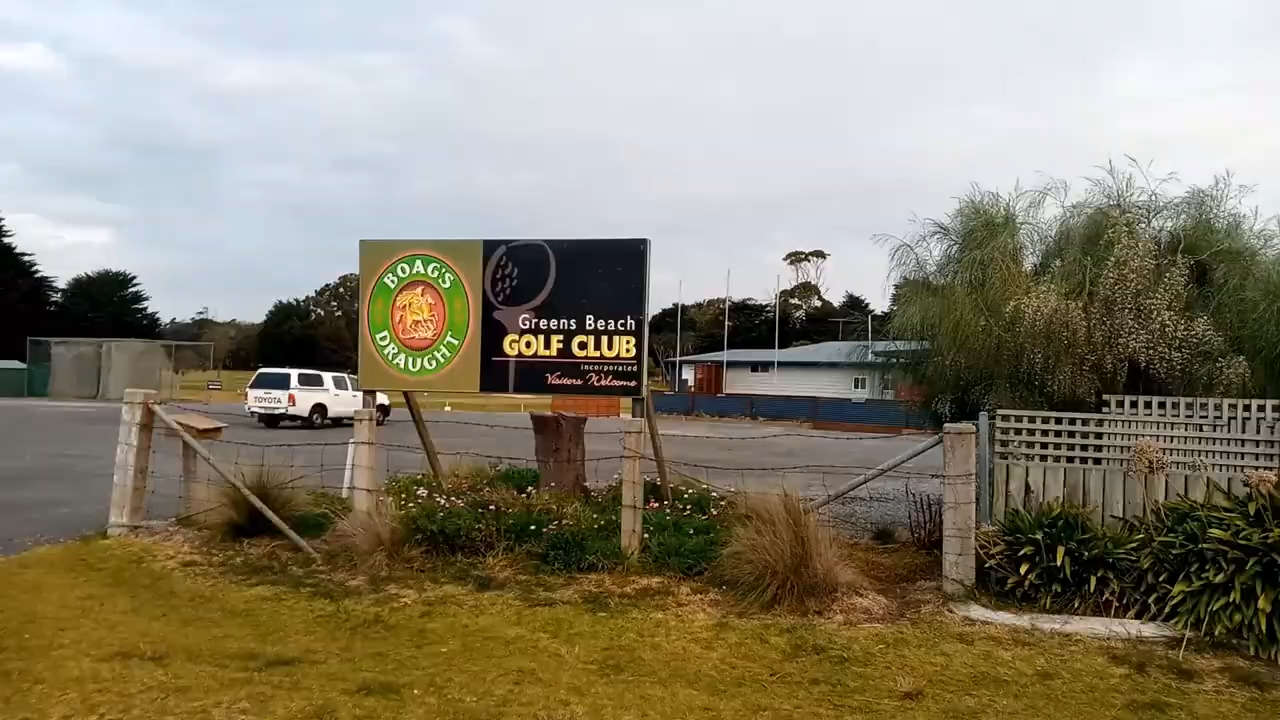 BOAG'S
DRAUGHT
Greens Beach
GOLF CLUB
incorporated
Visitors Welcome
TOYOTA